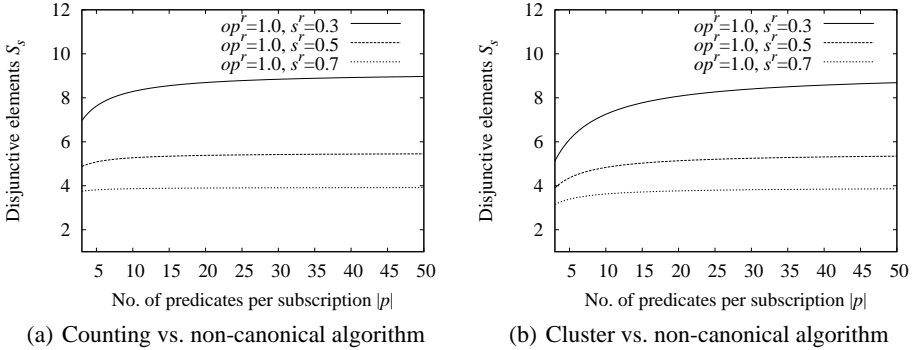 12
10
8
6
4
2
Disjunctive elements Ss
op^r=1.0, s^r=0.3
op^r=1.0, s^r=0.5
op^r=1.0, s^r=0.7
5 10 15 20 25 30 35 40 45 50
No. of predicates per subscription |p|
(a) Counting vs. non-canonical algorithm
12
10
8
6
4
2
Disjunctive elements Ss
op^r=1.0, s^r=0.3
op^r=1.0, s^r=0.5
op^r=1.0, s^r=0.7
5 10 15 20 25 30 35 40 45 50
No. of predicates per subscription |p|
(b) Cluster vs. non-canonical algorithm